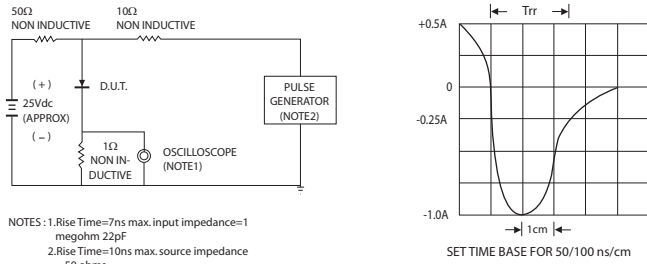 50Ω
NON INDUCTIVE
10Ω
NON INDUCTIVE
(+)
25Vdc
(APPROX)
(−)
D.U.T.
1Ω
NON IN-
DUCTIVE
OSCILLOSCOPE
(NOTE1)
PULSE
GENERATOR
(NOTE2)
NOTES : 1.Rise Time=7ns max. input impedance=1
megohm 22pF
2.Rise Time=10ns max. source impedance
50 ohms
Trr
+0.5A
0
-0.25A
-1.0A
1cm
SET TIME BASE FOR 50/100 ns/cm